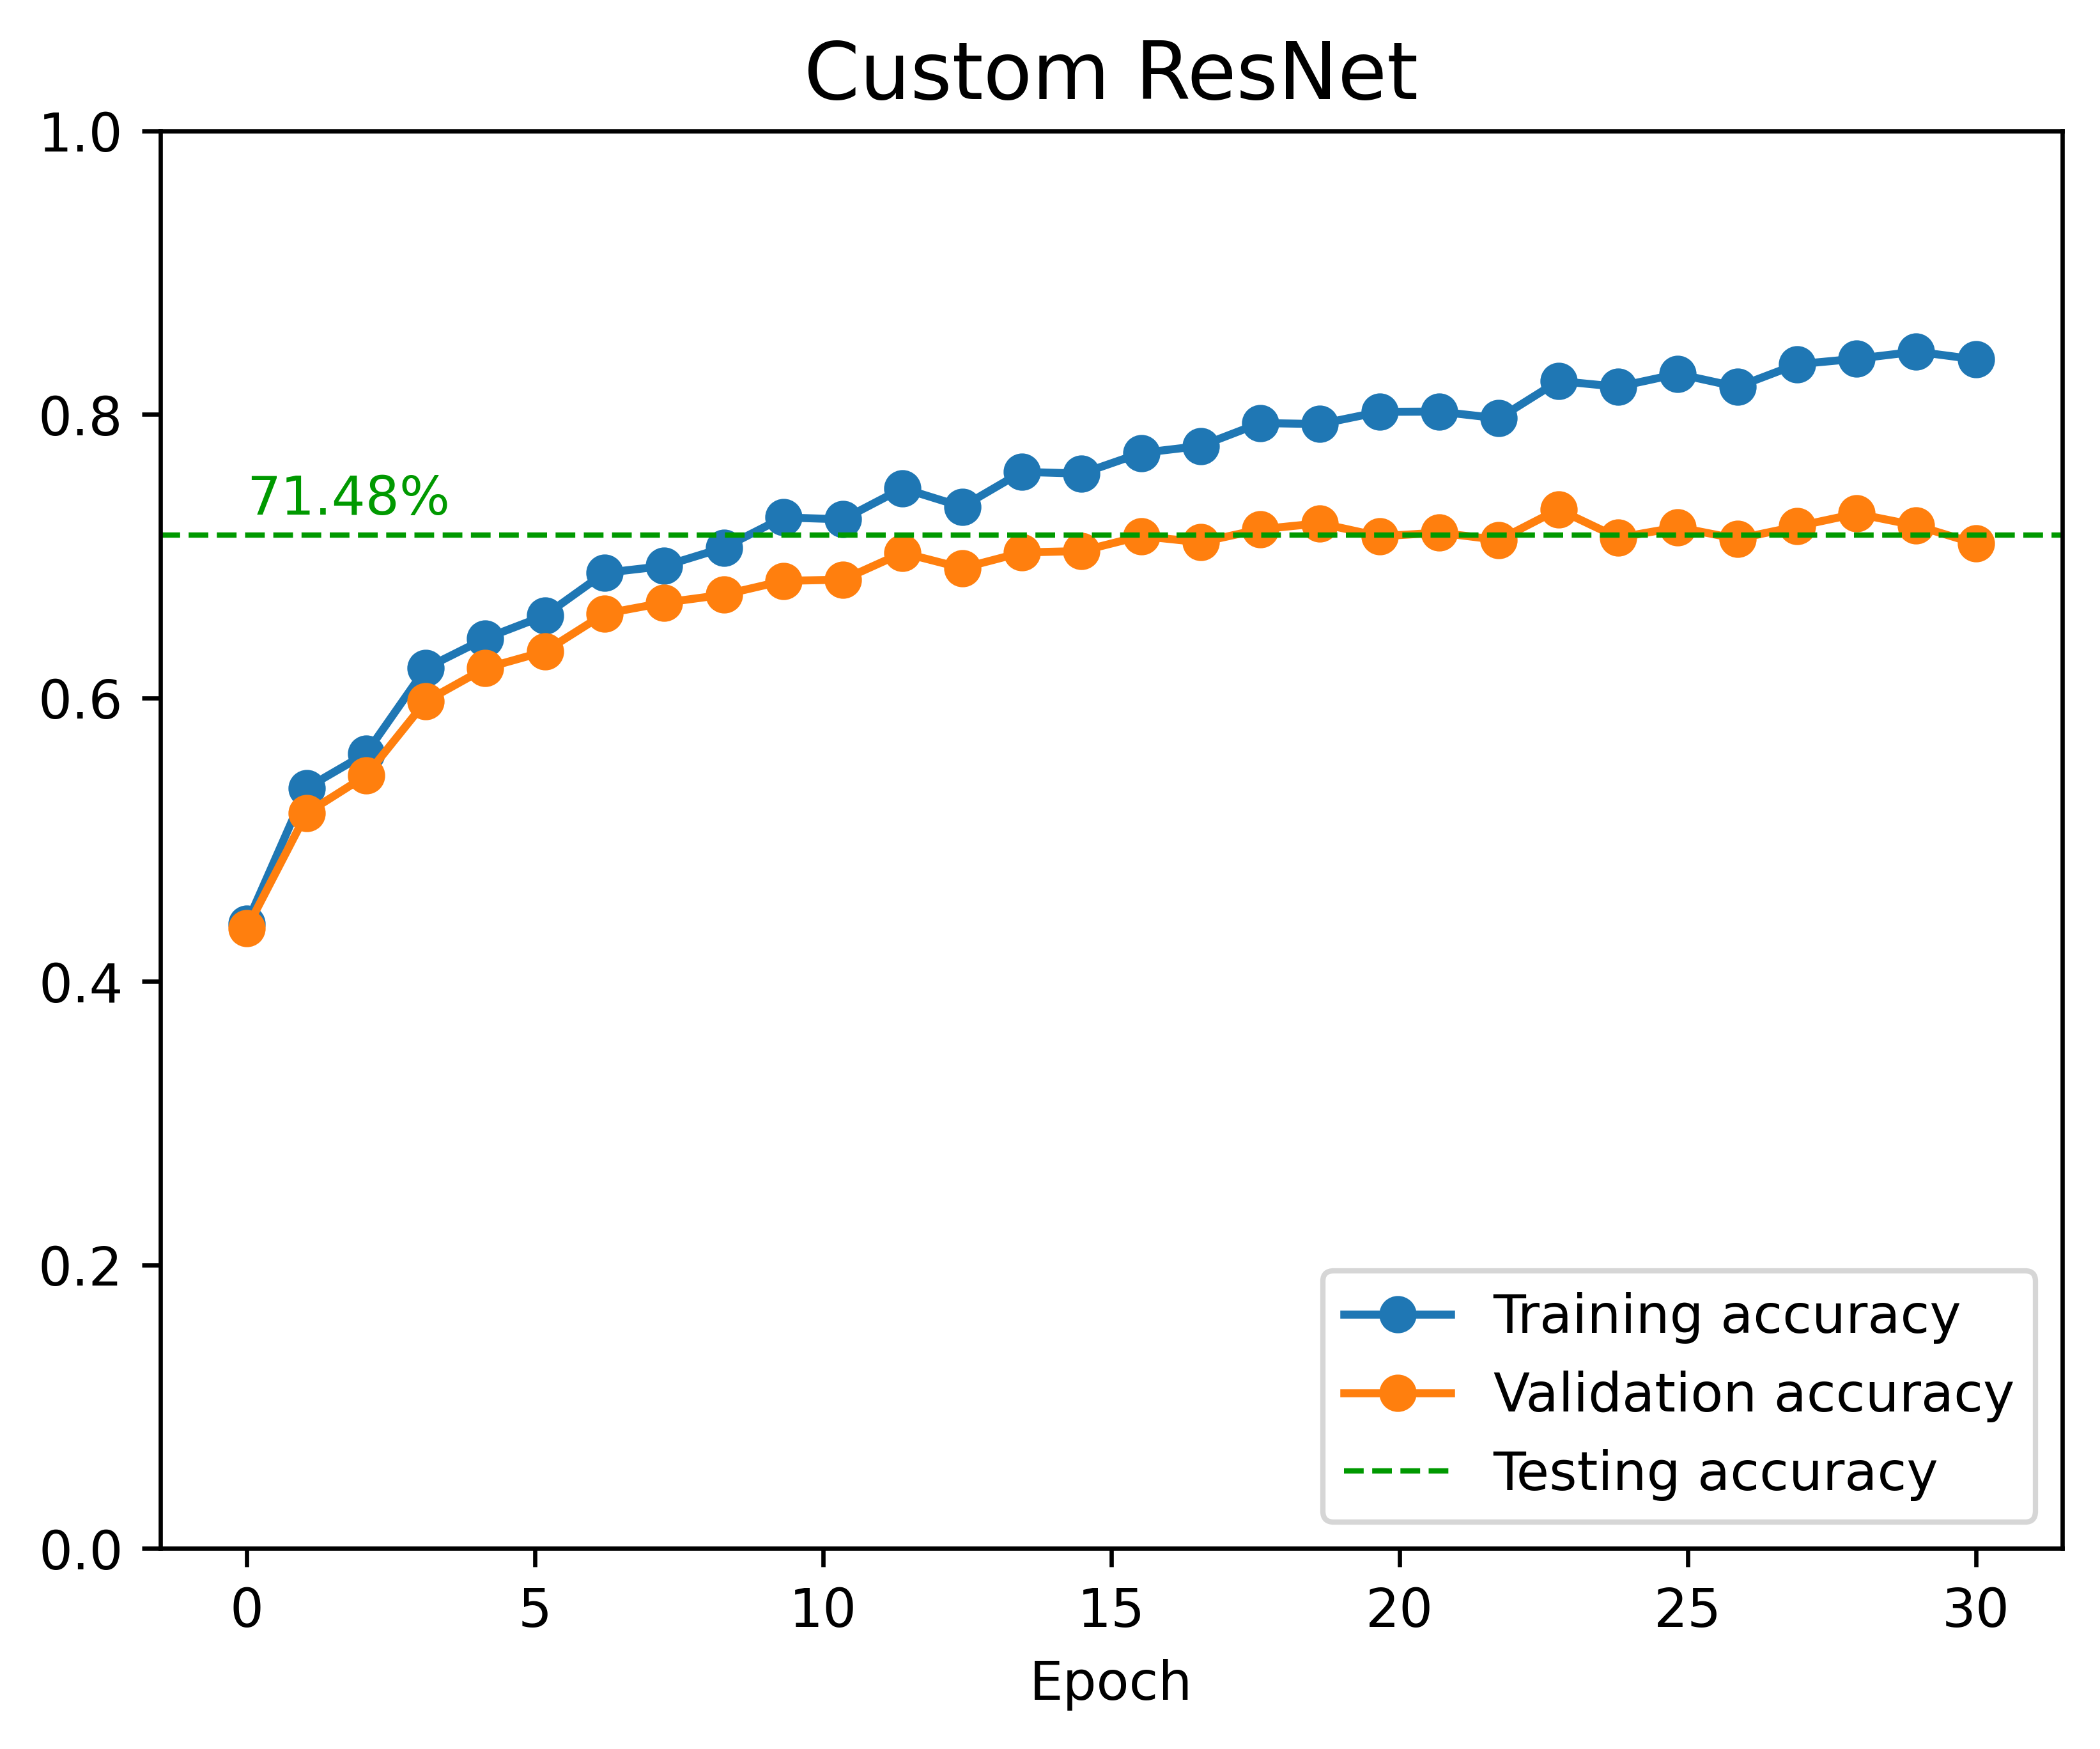 Custom ResNet
1.0
0.8
71.48%
0.6
0.4
0.2
0.0
Training accuracy
Validation accuracy
Testing accuracy
0 5 10 15 20 25 30
Epoch